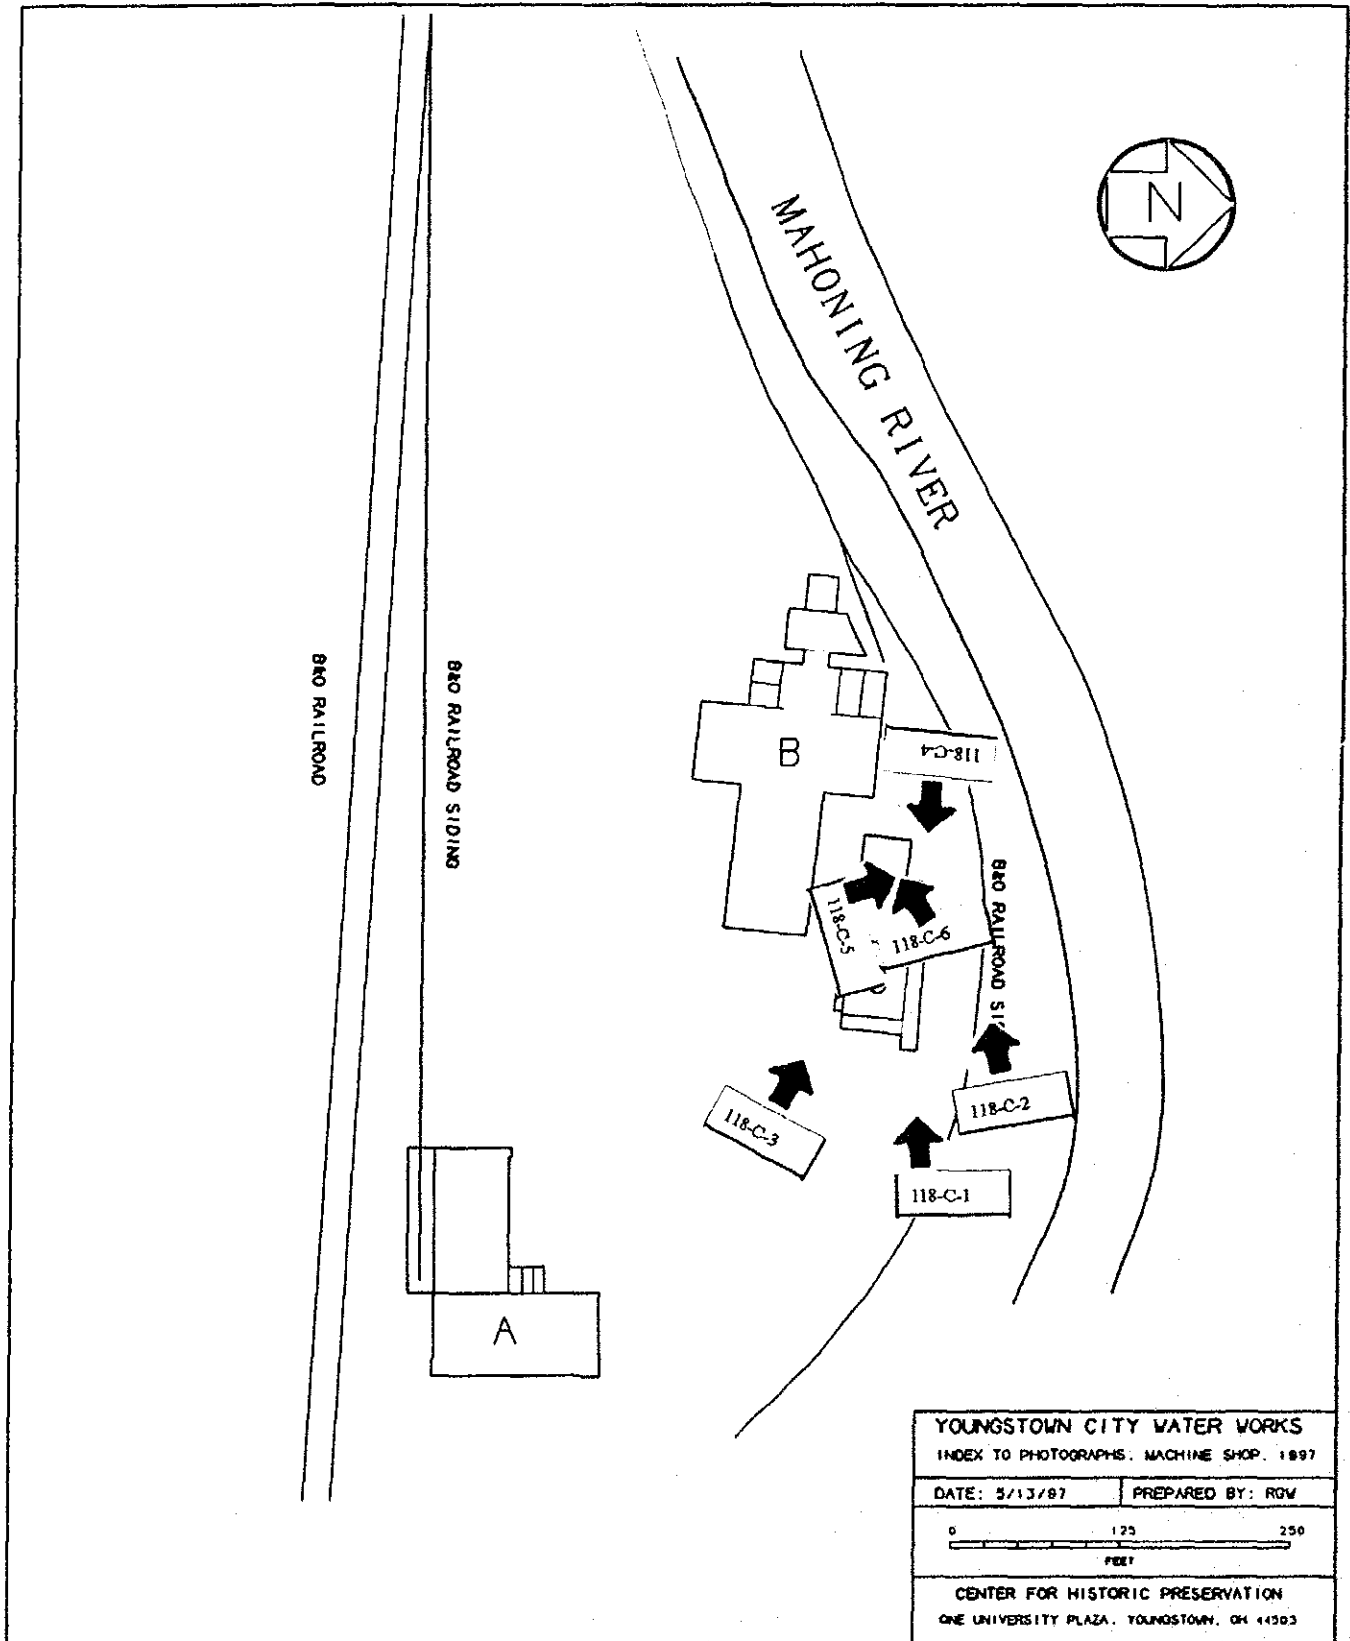 N
MAHONING RIVER
B&O RAILROAD
B&O RAILROAD SIDING
B
118-C-4
118-C-5
118-C-6
B&O RAILROAD SI
118-C-3
118-C-2
118-C-1
A
YOUNGSTOWN CITY WATER WORKS
INDEX TO PHOTOGRAPHS: MACHINE SHOP, 1997
DATE: 5/13/97
PREPARED BY: RGW
0 125 250
FEET
CENTER FOR HISTORIC PRESERVATION
ONE UNIVERSITY PLAZA, YOUNGSTOWN, OH 44503